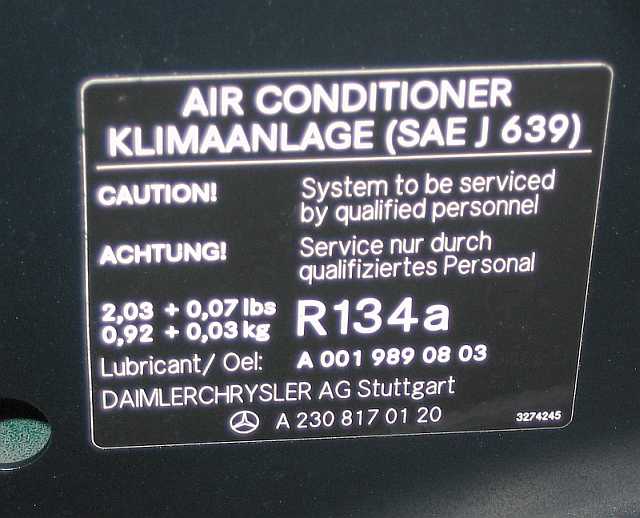 AIR CONDITIONER
KLIMAANLAGE (SAE J 639)
CAUTION! System to be serviced
by qualified personnel
ACHTUNG! Service nur durch
qualifiziertes Personal
2,03 + 0,07 lbs R134a
0,92 + 0,03 kg
Lubricant/ Oel: A 001 989 08 03
DAIMLERCHRYSLER AG Stuttgart
A 230 817 01 20 3274245